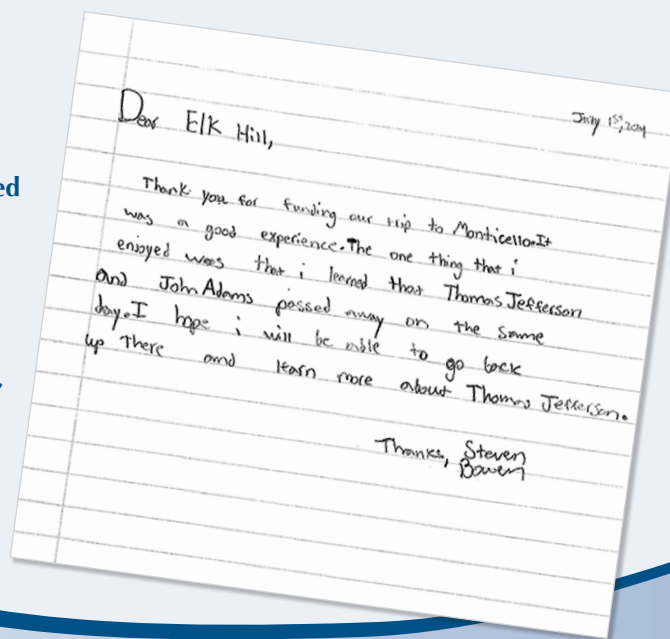 July 1st, 2014
Dear Elk Hill,
Thank you for funding our trip to Monticello. It
was a good experience. The one thing that i
enjoyed was that i learned that Thomas Jefferson
and John Adams passed away on the same
day. I hope i will be able to go back
up there and learn more about Thomas Jefferson.
Thanks, Steven
Bowen
ed